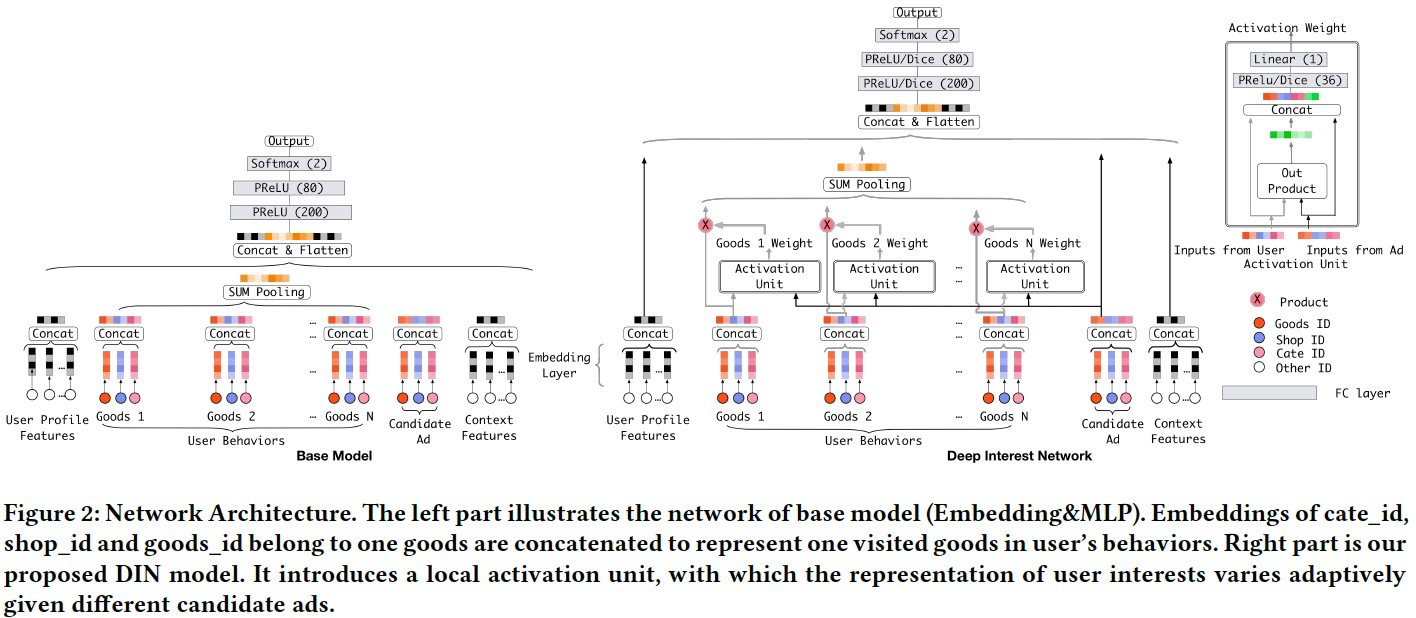 Output
Softmax (2)
PReLU (80)
PReLU (200)
Concat & Flatten
SUM Pooling
Concat
Concat
Concat
...
Concat
Concat
Concat
...
...
...
...
User Profile
Features
Goods 1
Goods 2
...
Goods N
Candidate
Ad
Context
Features
User Behaviors
Base Model
Embedding
Layer
Output
Softmax (2)
PReLU/Dice (80)
PReLU/Dice (200)
Concat & Flatten
SUM Pooling
X
X
X
Goods 1 Weight
Goods 2 Weight
Goods N Weight
Activation
Unit
Activation
Unit
...
...
Activation
Unit
Concat
Concat
Concat
...
...
Concat
Concat
Concat
...
...
...
...
User Profile
Features
Goods 1
Goods 2
...
Goods N
Candidate
Ad
Context
Features
User Behaviors
Deep Interest Network
Activation Weight
Linear (1)
PRelu/Dice (36)
Concat
Out
Product
Inputs from User
Inputs from Ad
Activation Unit
X
Product
Goods ID
Shop ID
Cate ID
Other ID
FC layer
Figure 2: Network Architecture. The left part illustrates the network of base model (Embedding&MLP). Embeddings of cate_id,
shop_id and goods_id belong to one goods are concatenated to represent one visited goods in user's behaviors. Right part is our
proposed DIN model. It introduces a local activation unit, with which the representation of user interests varies adaptively
given different candidate ads.